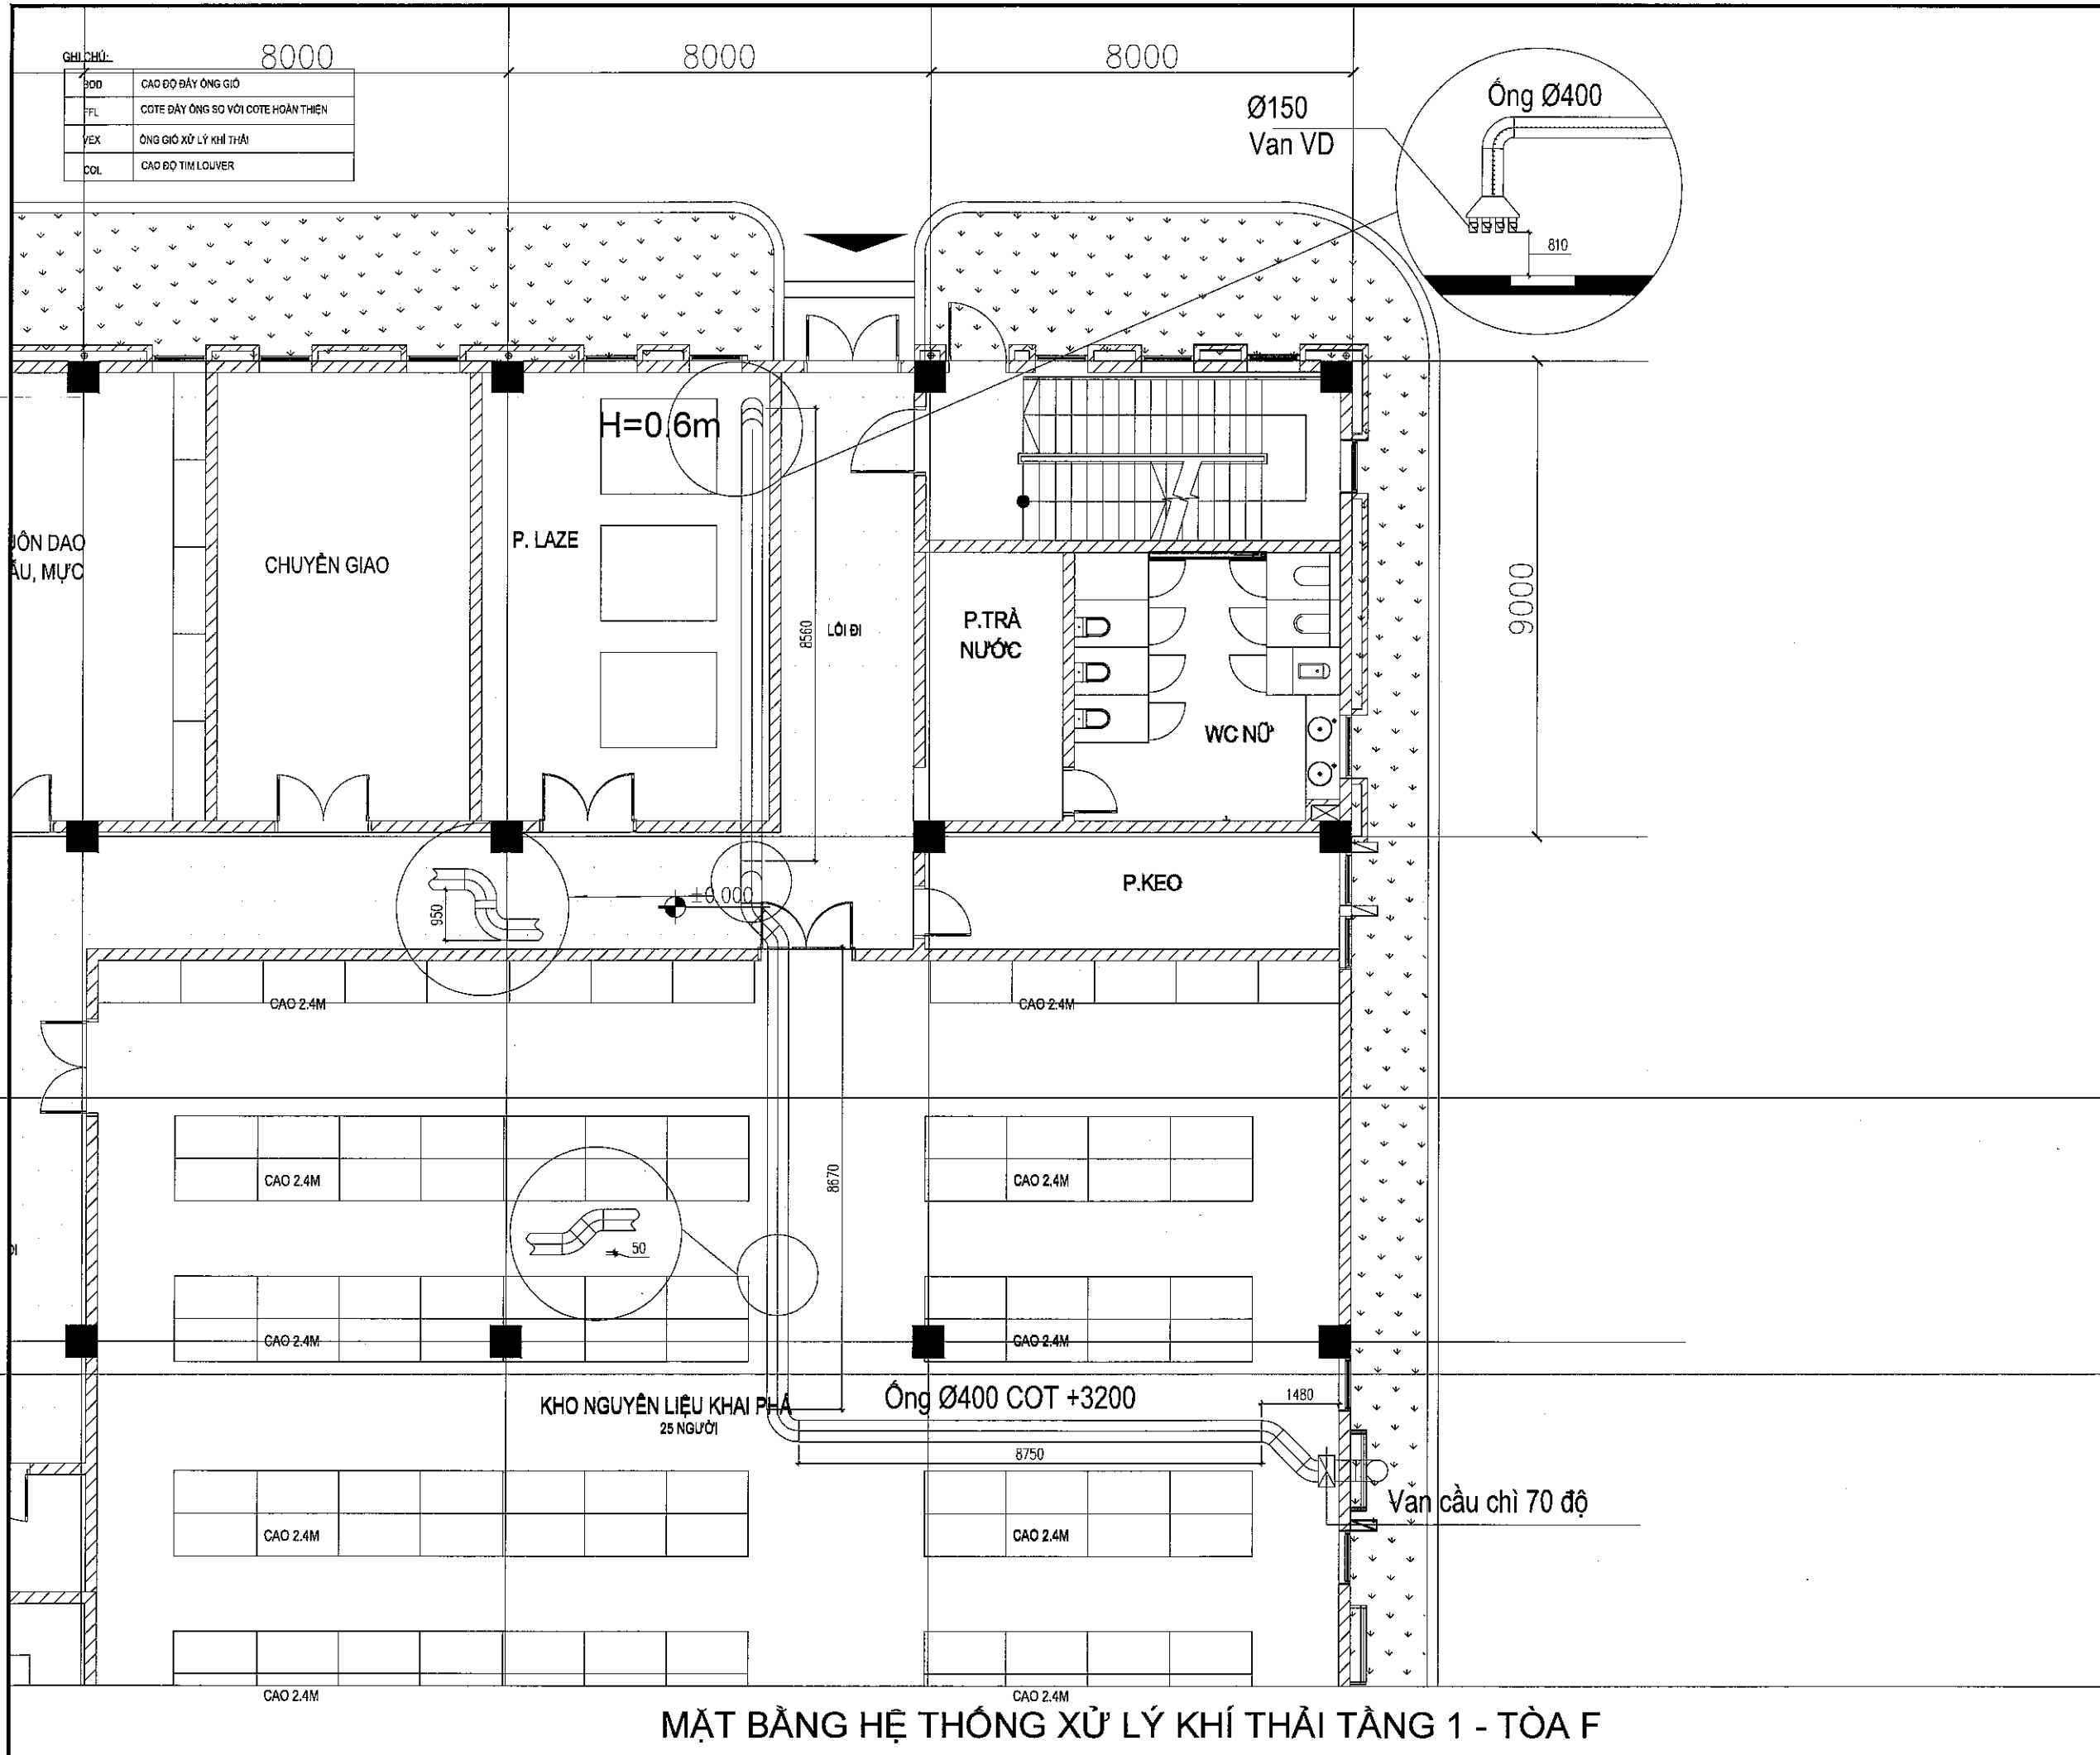 GHI CHÚ:
BOD CAO ĐỘ ĐÁY ỐNG GIÓ
FFL COTE ĐÁY ỐNG SO VỚI COTE HOÀN THIỆN
VEX ỐNG GIÓ XỬ LÝ KHÍ THẢI
COL CAO ĐỘ TIM LOUVER
8000
8000
8000
Ø150
Van VD
Ống Ø400
810
H=0.6m
P. LAZE
CHUYỂN GIAO
ẦU, MỰC
8560
LỐI ĐI
P.TRÀ
NƯỚC
WC NỮ
9000
P.KEO
950
±0.000
CAO 2.4M
CAO 2.4M
CAO 2.4M
CAO 2.4M
8670
50
CAO 2.4M
CAO 2.4M
KHO NGUYÊN LIỆU KHAI PHÁ
25 NGƯỜI
Ống Ø400 COT +3200
1480
8750
Van cầu chì 70 độ
CAO 2.4M
CAO 2.4M
CAO 2.4M
CAO 2.4M
MẶT BẰNG HỆ THỐNG XỬ LÝ KHÍ THẢI TẦNG 1 - TÒA F